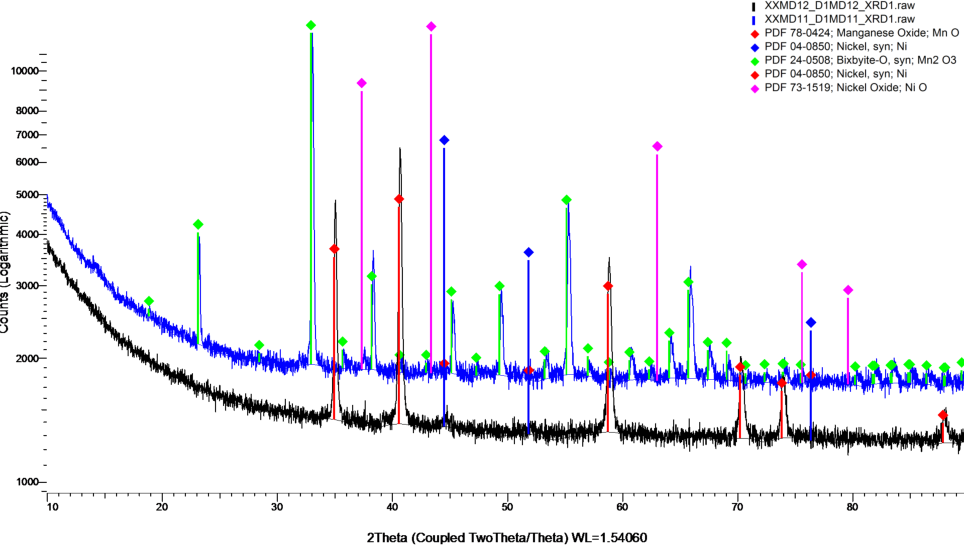 XXMD12_D1MD12_XRD1.raw
XXMD11_D1MD11_XRD1.raw
PDF 78-0424; Manganese Oxide; Mn O
PDF 04-0850; Nickel, syn; Ni
PDF 24-0508; Bixbyite-O, syn; Mn2 O3
PDF 04-0850; Nickel, syn; Ni
PDF 73-1519; Nickel Oxide; Ni O
10000
8000
7000
6000
5000
4000
3000
2000
1000
Counts (Logarithmic)
10 20 30 40 50 60 70 80
2Theta (Coupled TwoTheta/Theta) WL=1.54060